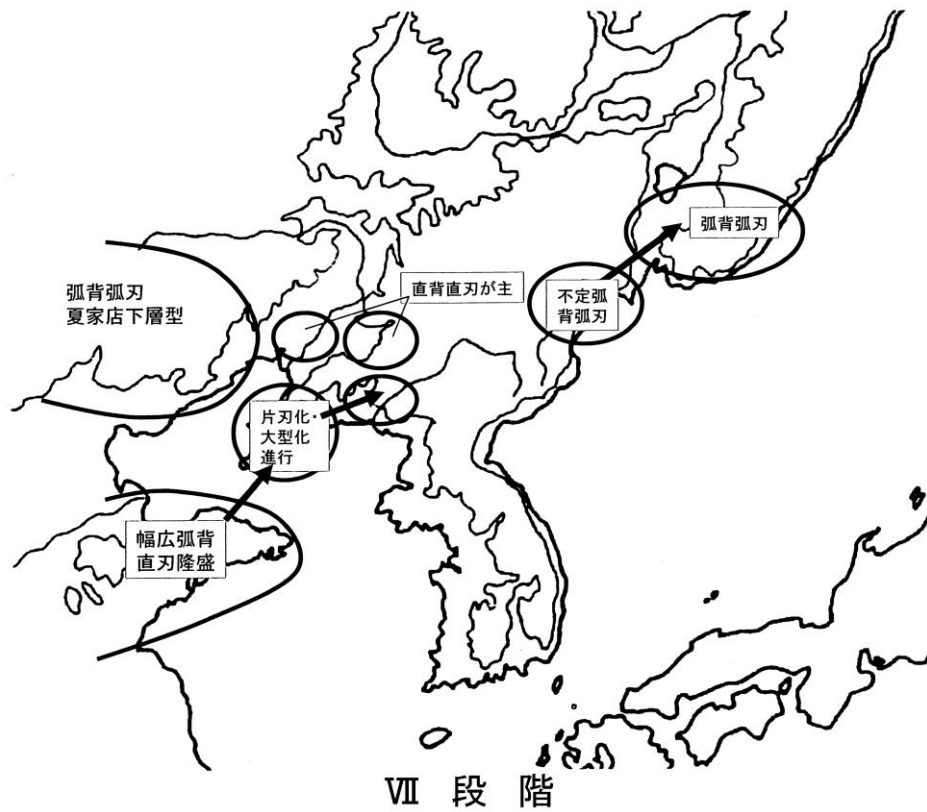 弧背弧刃
弧背弧刃
夏家店下層型
直背直刃が主
不定弧
背弧刃
片刃化・
大型化
進行
幅広弧背
直刃隆盛
Ⅶ 段 階